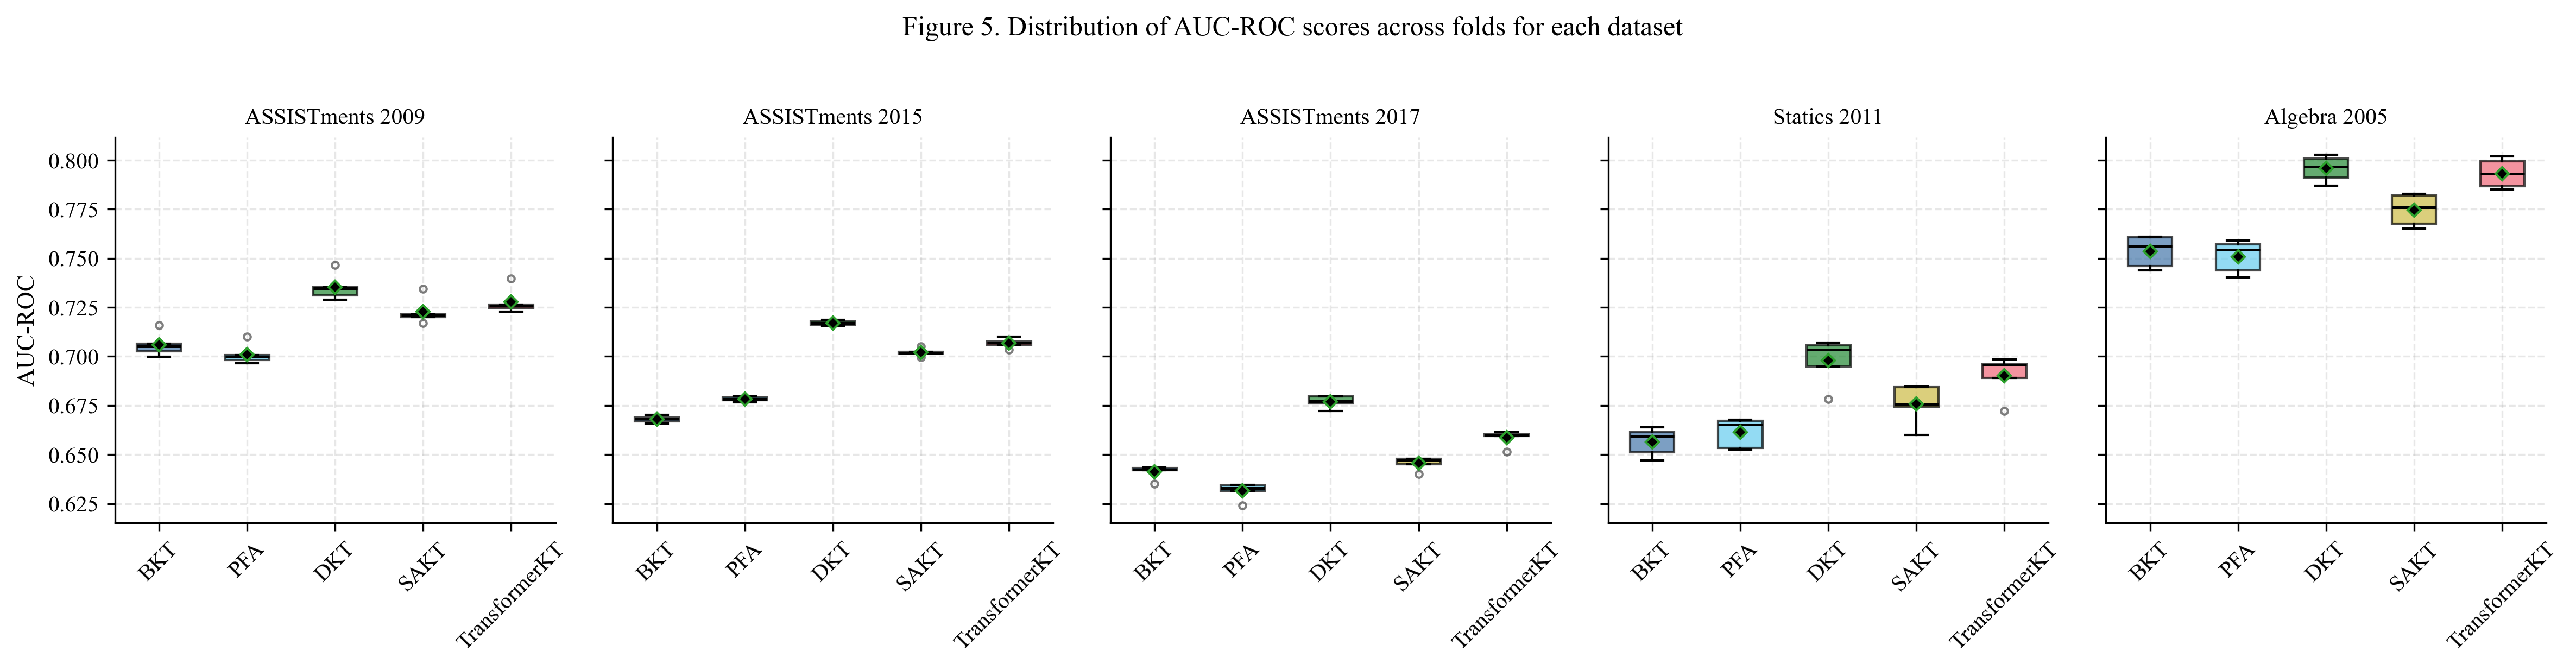 Figure 5. Distribution of AUC-ROC scores across folds for each dataset
ASSISTments 2009
ASSISTments 2015
ASSISTments 2017
Statics 2011
Algebra 2005
AUC-ROC
0.800
0.775
0.750
0.725
0.700
0.675
0.650
0.625
BKT
PFA
DKT
SAKT
TransformerKT
BKT
PFA
DKT
SAKT
TransformerKT
BKT
PFA
DKT
SAKT
TransformerKT
BKT
PFA
DKT
SAKT
TransformerKT
BKT
PFA
DKT
SAKT
TransformerKT